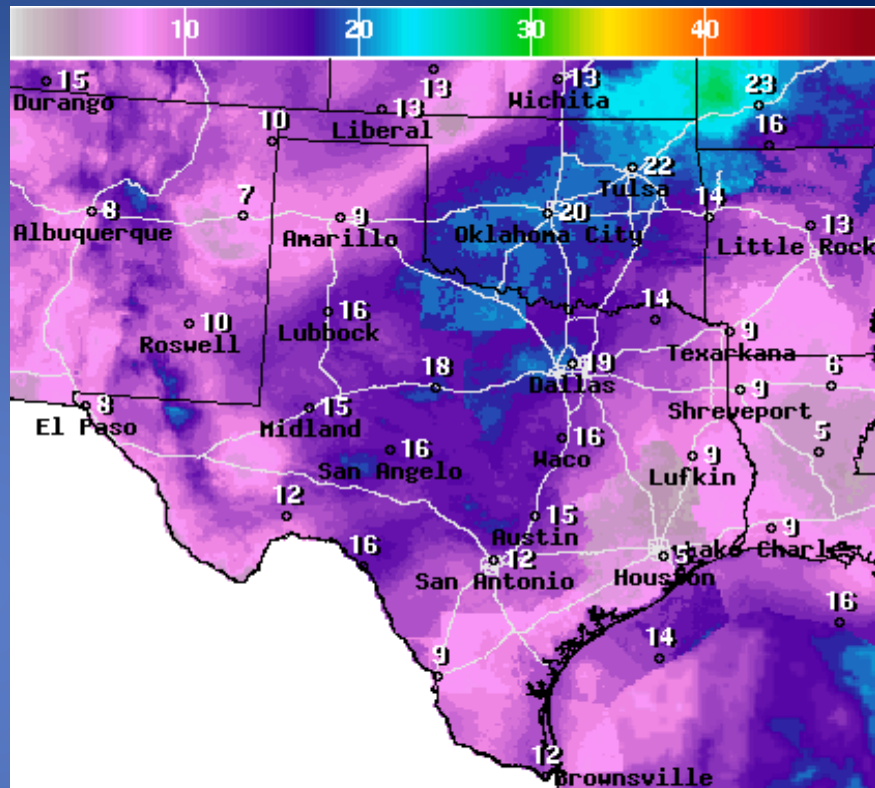 10 20 30 40
15
Durango
13
13
Liberal
13
Wichita
23
16
10
22
Tulsa
8
Albuquerque
7
9
Amarillo
20
Oklahoma City
14
13
Little Rock
10
Roswell
16
Lubbock
14
9
Texarkana
19
Dallas
18
6
9
Shreveport
8
El Paso
15
Midland
16
San Angelo
16
Waco
9
Lufkin
5
12
15
Austin
9
Lake Charles
16
12
San Antonio
5
Houston
16
14
9
12
Brownsville